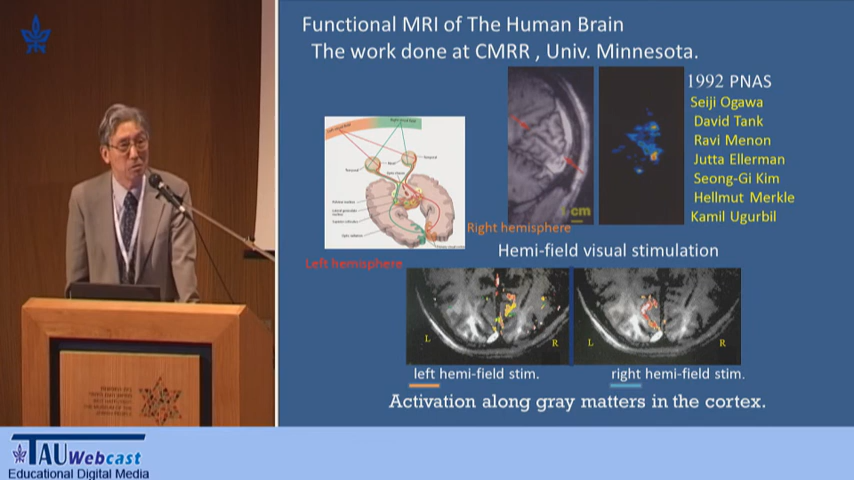 Functional MRI of The Human Brain
The work done at CMRR , Univ. Minnesota.
1992 PNAS
Seiji Ogawa
David Tank
Ravi Menon
Jutta Ellerman
Seong-Gi Kim
Hellmut Merkle
Kamil Ugurbil
1 cm
Right hemisphere
Left hemisphere
Hemi-field visual stimulation
L
R
L
R
left hemi-field stim.
right hemi-field stim.
Activation along gray matters in the cortex.
TAU Webcast
Educational Digital Media